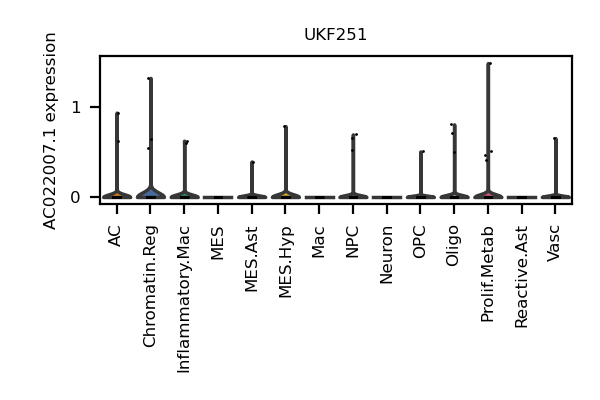 UKF251
AC022007.1 expression
1
0
AC
Chromatin.Reg
Inflammatory.Mac
MES
MES.Ast
MES.Hyp
Mac
NPC
Neuron
OPC
Oligo
Prolif.Metab
Reactive.Ast
Vasc